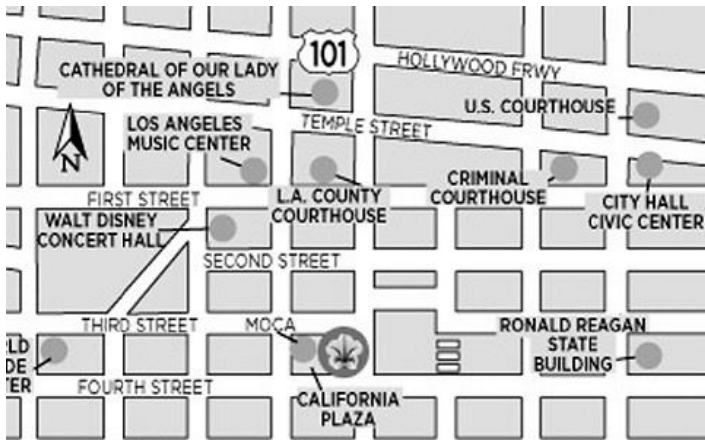 101
HOLLYWOOD FRWY
CATHEDRAL OF OUR LADY
OF THE ANGELS
U.S. COURTHOUSE
TEMPLE STREET
LOS ANGELES
MUSIC CENTER
N
CRIMINAL
COURTHOUSE
FIRST STREET
L.A. COUNTY
COURTHOUSE
CITY HALL
CIVIC CENTER
WALT DISNEY
CONCERT HALL
SECOND STREET
THIRD STREET
MOCA
RONALD REAGAN
STATE
BUILDING
FOURTH STREET
CALIFORNIA
PLAZA